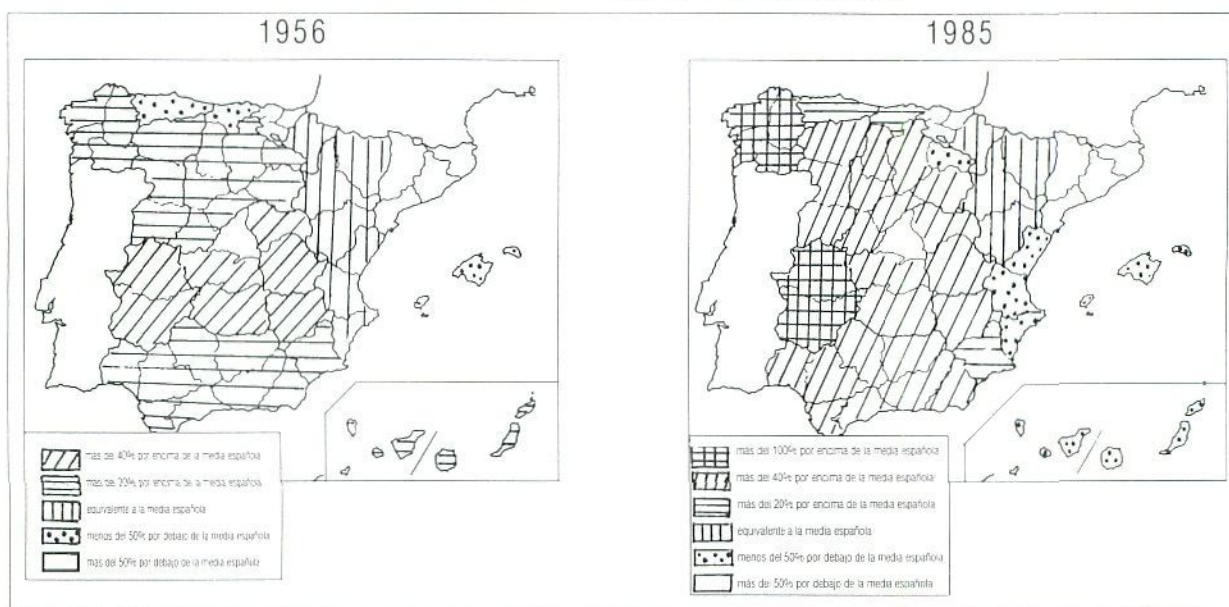 1956
más del 40% por encima de la media española
más del 20% por encima de la media española
equivalente a la media española
menos del 50% por debajo de la media española
más del 50% por debajo de la media española
1985
más del 100% por encima de la media española
más del 40% por encima de la media española
más del 20% por encima de la media española
equivalente a la media española
menos del 50% por debajo de la media española
más del 50% por debajo de la media española